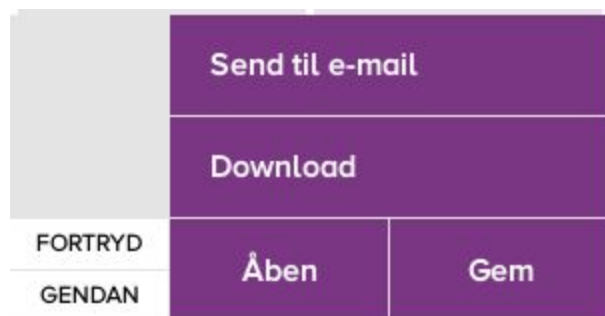 Send til e-mail
Download
FORTRYD
GENDAN
Åben
Gem